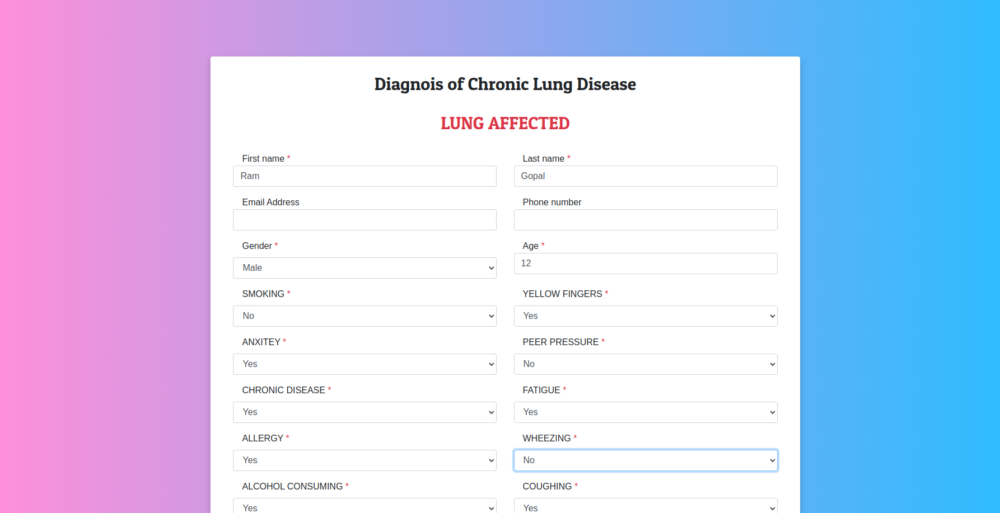 Diagnois of Chronic Lung Disease
LUNG AFFECTED
First name * Last name *
Ram Gopal
Email Address Phone number
Gender * Age *
Male 12
SMOKING * YELLOW FINGERS *
No Yes
ANXITEY * PEER PRESSURE *
Yes No
CHRONIC DISEASE * FATIGUE *
Yes Yes
ALLERGY * WHEEZING *
Yes No
ALCOHOL CONSUMING * COUGHING *
Yes Yes